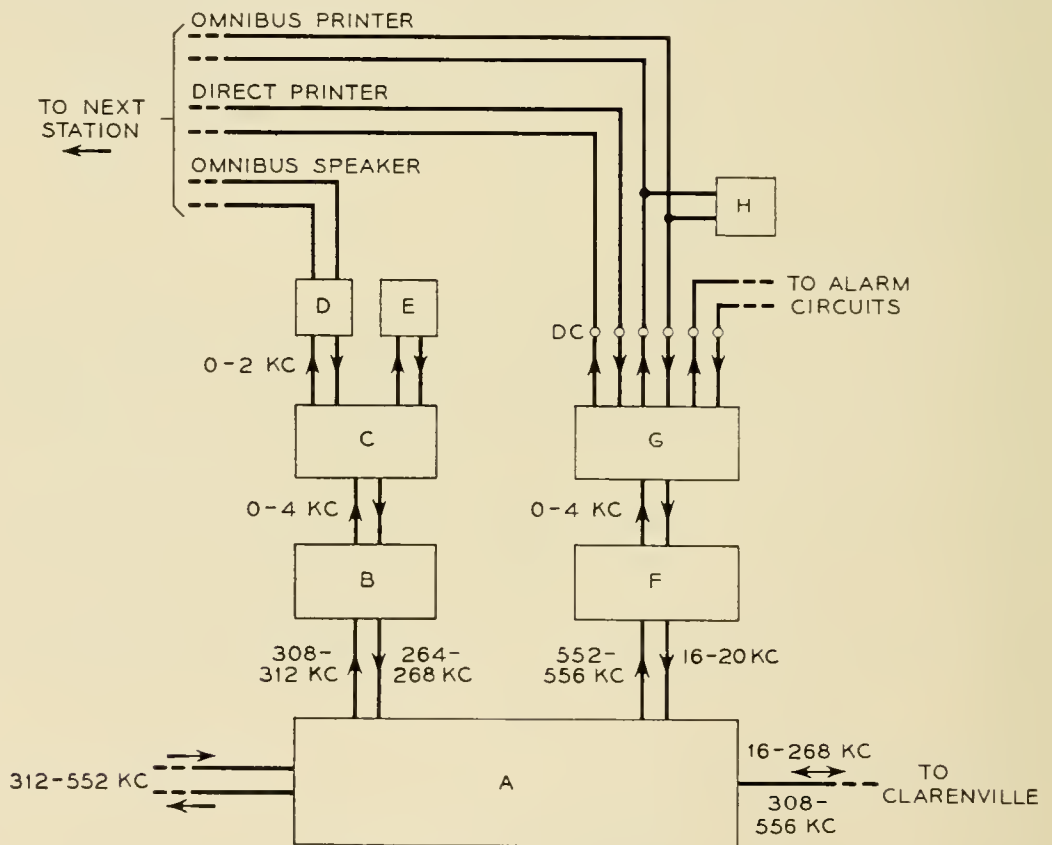 OMNIBUS PRINTER
DIRECT PRINTER
TO NEXT
STATION
OMNIBUS SPEAKER
H
TO ALARM
CIRCUITS
D
E
DC
0-2 KC
C
G
0-4 KC
0-4 KC
B
F
308-
312 KC
264-
268 KC
552-
556 KC
16-20 KC
312-552 KC
A
16-268 KC
308-
556 KC
TO
CLARENVILLE